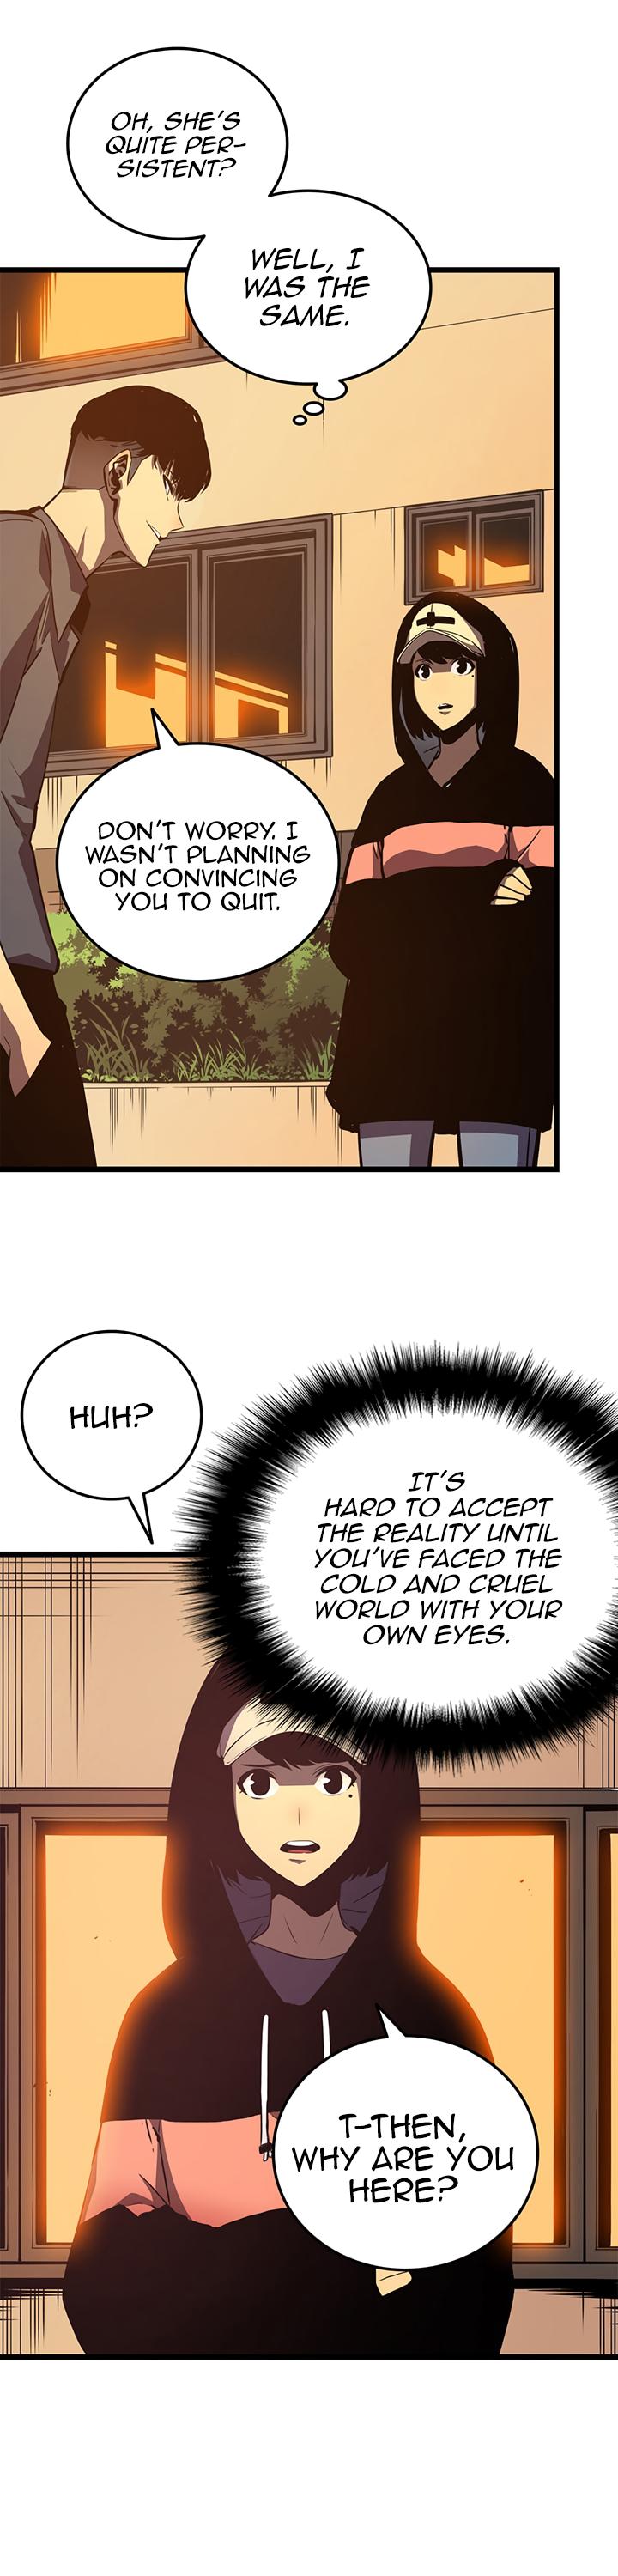 OH, SHE'S
QUITE PER-
SISTENT?
WELL, I
WAS THE
SAME.
DON'T WORRY. I
WASN'T PLANNING
ON CONVINCING
YOU TO QUIT.
HUH?
IT'S
HARD TO ACCEPT
THE REALITY UNTIL
YOU'VE FACED THE
COLD AND CRUEL
WORLD WITH YOUR
OWN EYES.
T-THEN,
WHY ARE YOU
HERE?